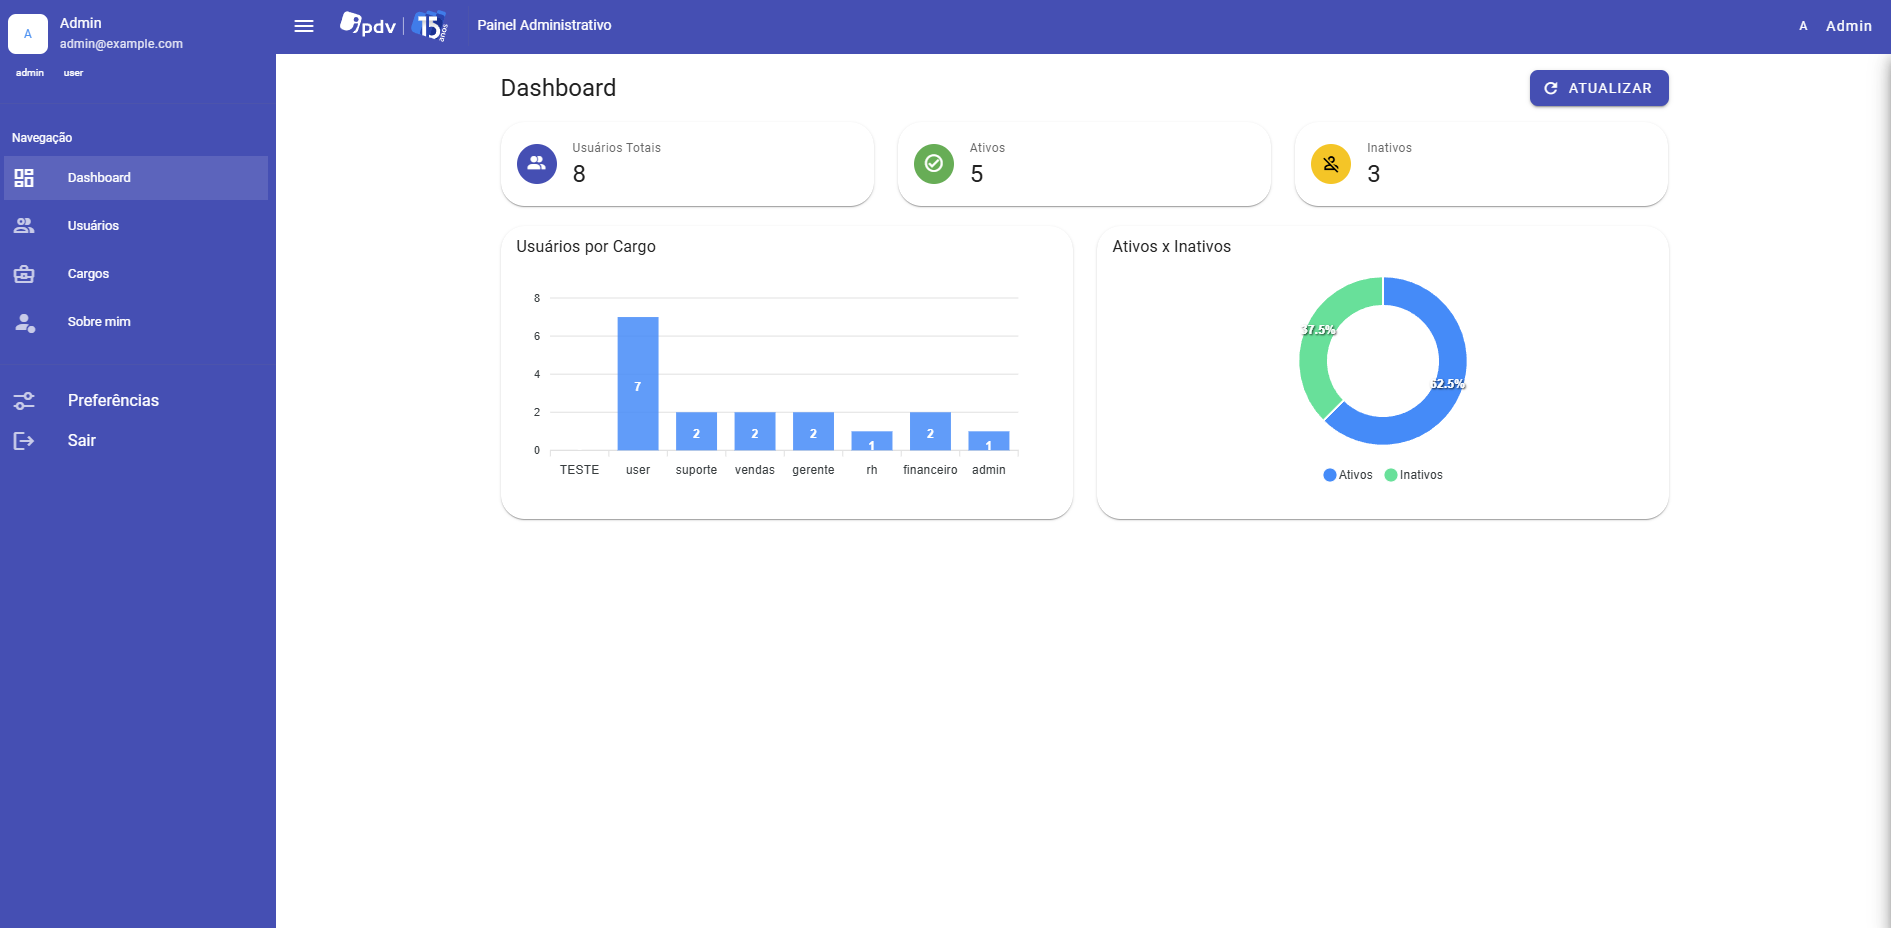 A
Admin
admin@example.com
admin user
Navegação
Dashboard
Usuários
Cargos
Sobre mim
Preferências
Sair
ipdv 15 anos
Painel Administrativo
A Admin
Dashboard
ATUALIZAR
Usuários Totais
8
Ativos
5
Inativos
3
Usuários por Cargo
8
6
4
2
0
7
2
2
2
1
2
1
TESTE user suporte vendas gerente rh financeiro admin
Ativos x Inativos
37.5%
62.5%
Ativos Inativos